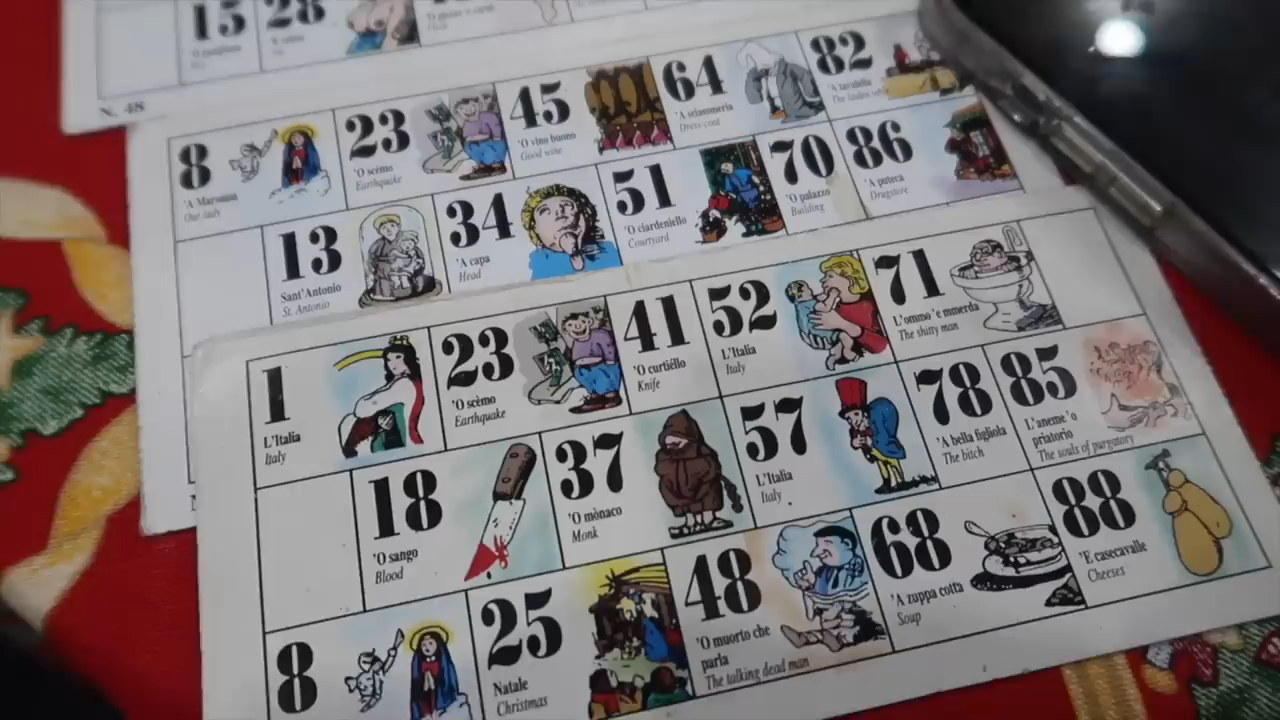 15
28
N. 48
8
'A Maronna
Our lady
23
'O scèmo
Earthquake
45
'O vino buono
Good wine
64
'A sciammeria
Dress-coat
82
'A tavulella
13
Sant'Antonio
St. Antonio
34
'A capa
Head
51
'O ciardeniello
Courtyard
70
'O palazzo
Building
86
'A puteca
Drugstore
1
L'Italia
Italy
23
'O scèmo
Earthquake
41
'O curtiéllo
Knife
52
L'Italia
Italy
71
L'ommo 'e mmerda
The shitty man
18
'O sango
Blood
37
'O mònaco
Monk
57
L'Italia
Italy
78
'A bella figliola
The bitch
85
L'aneme 'o
priatorio
The souls of purgatory
8
25
Natale
Christmas
48
'O muorto che
parla
The talking dead man
68
'A zuppa cotta
Soup
88
'E casecavalle
Cheeses